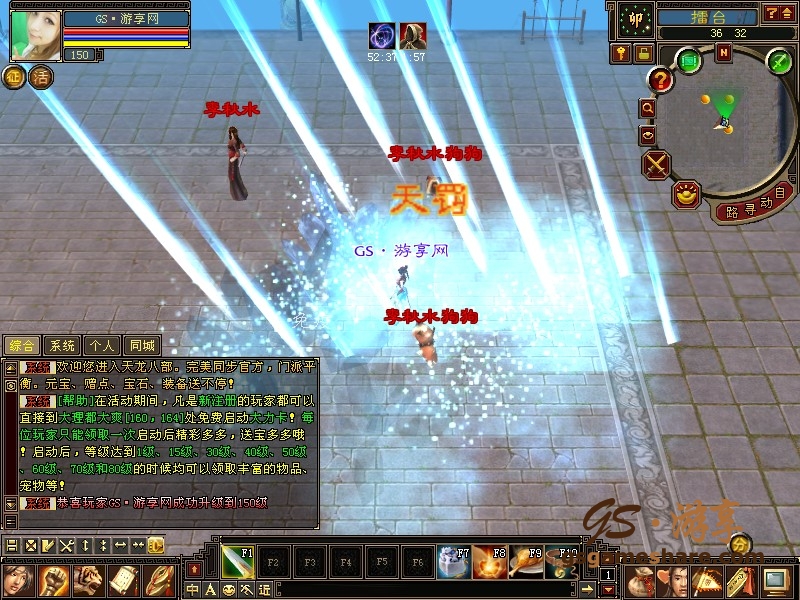 GS·游享网
150
征 活
52:37 :57
卯
擂台
36 32
N
自动寻路
李秋水
李秋水狗狗
天罚
GS·游享网
李秋水狗狗
综合 系统 个人 同城
系统 欢迎您进入天龙八部。完美同步官方，门派平
衡。元宝、赠点、宝石、装备送不停！
系统 [帮助]在活动期间，凡是新注册的玩家都可以
直接到大理都大爽[160，164]处免费启动大力卡！每
位玩家只能领取一次启动后精彩多多，送宝多多哦
！启动后，等级达到1级、15级、30级、40级、50级
、60级、70级和80级的时候均可以领取丰富的物品、
宠物等！
系统 恭喜玩家GS·游享网成功升级到150级
GS·游享
F1 F2 F3 F4 F5 F6 F7 F8 F9 F10
1
中 A 近